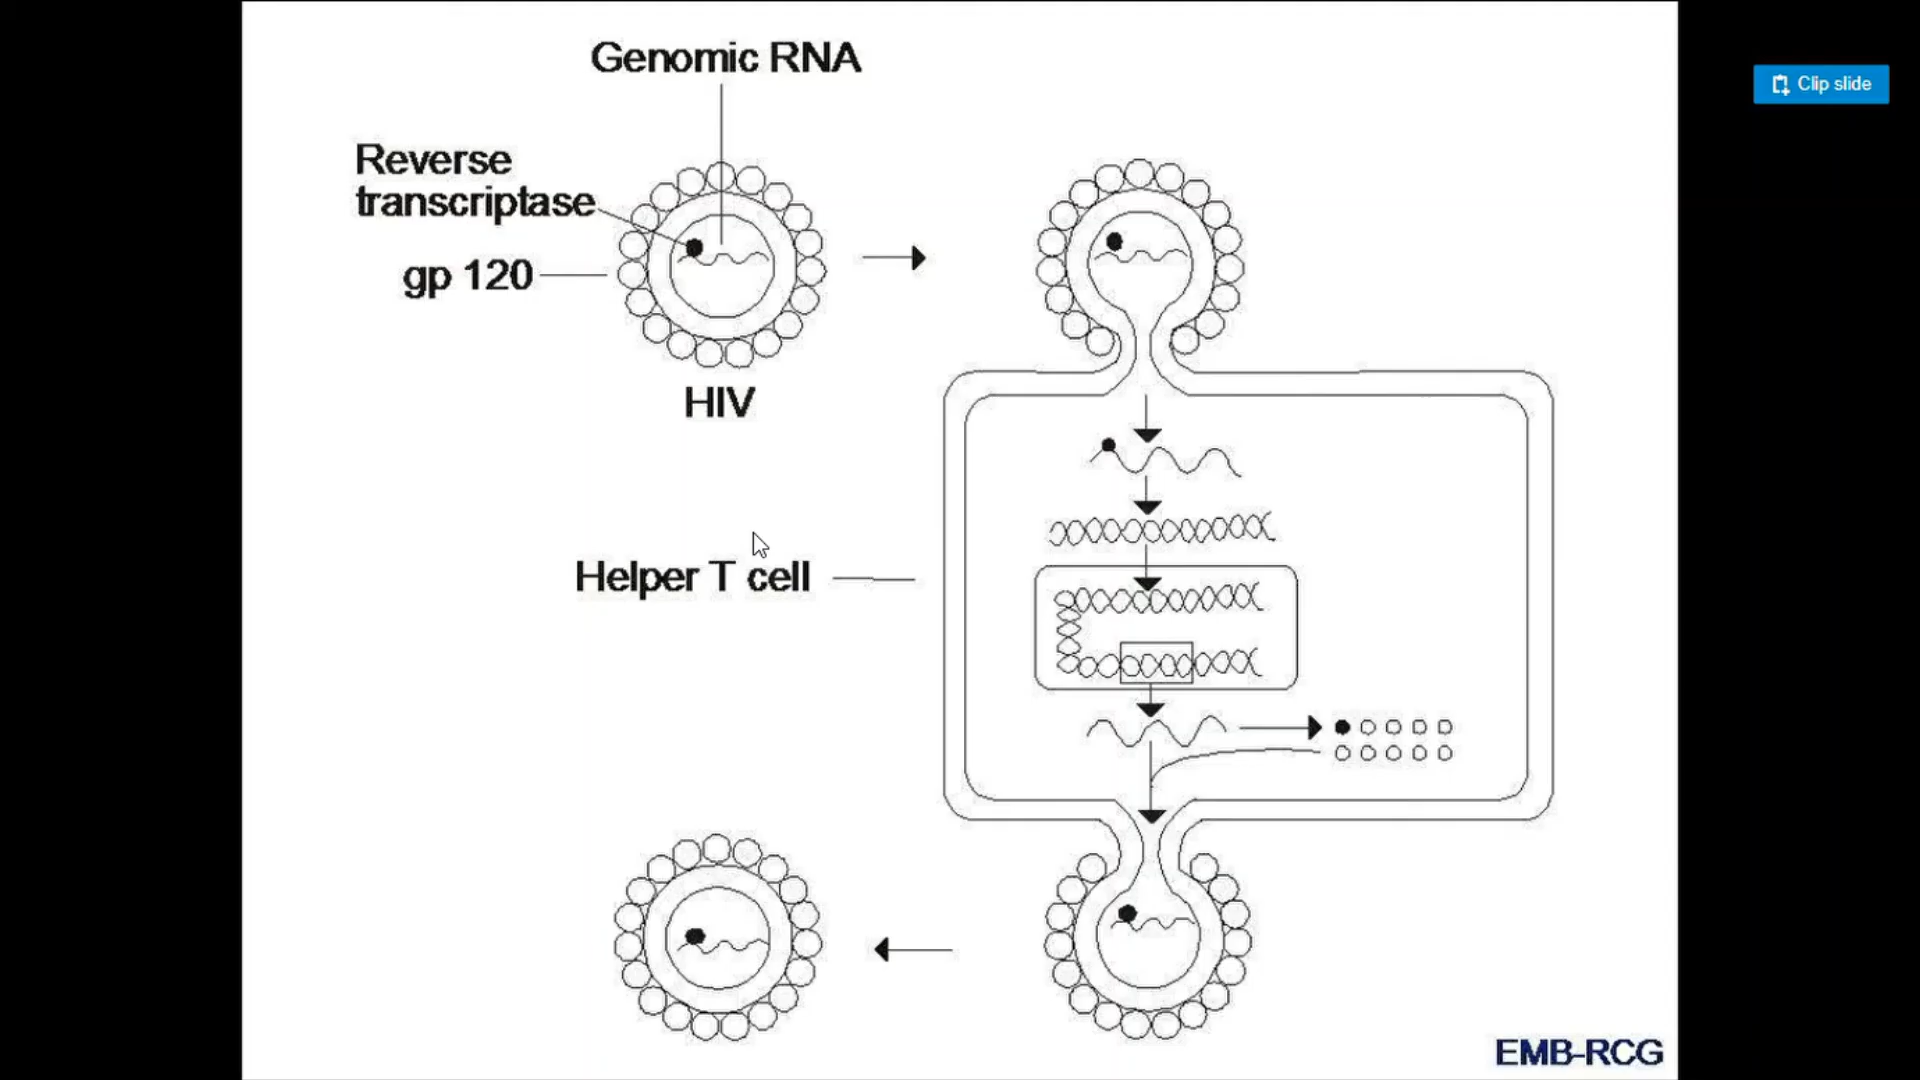 Genomic RNA
Clip slide
Reverse
transcriptase
gp 120
HIV
Helper T cell
EMB-RCG